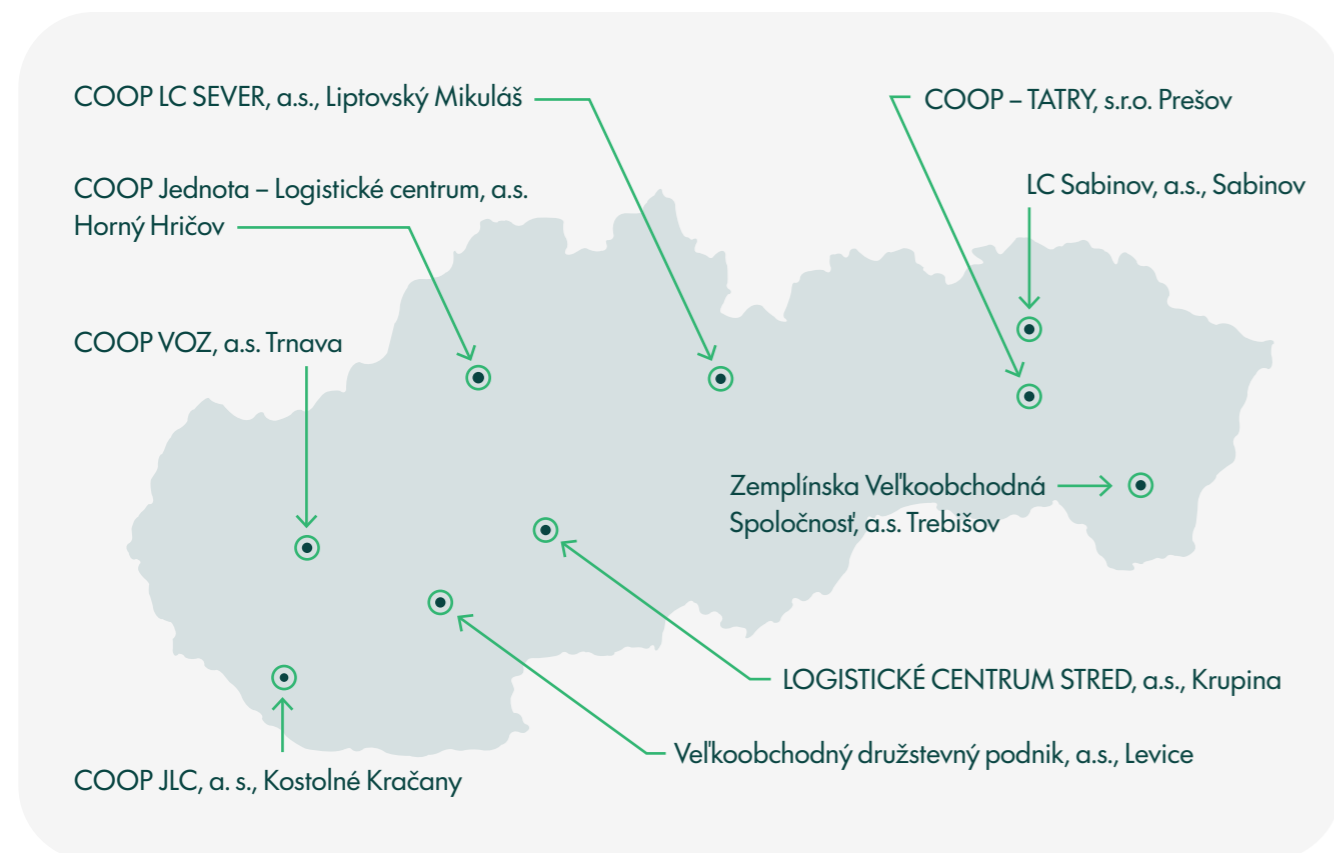 COOP LC SEVER, a.s., Liptovský Mikuláš
COOP – TATRY, s.r.o. Prešov
COOP Jednota – Logistické centrum, a.s.
Horný Hričov
LC Sabinov, a.s., Sabinov
COOP VOZ, a.s. Trnava
Zemplínska Veľkoobchodná
Spoločnosť, a.s. Trebišov
LOGISTICKÉ CENTRUM STRED, a.s., Krupina
Veľkoobchodný družstevný podnik, a.s., Levice
COOP JLC, a. s., Kostolné Kračany